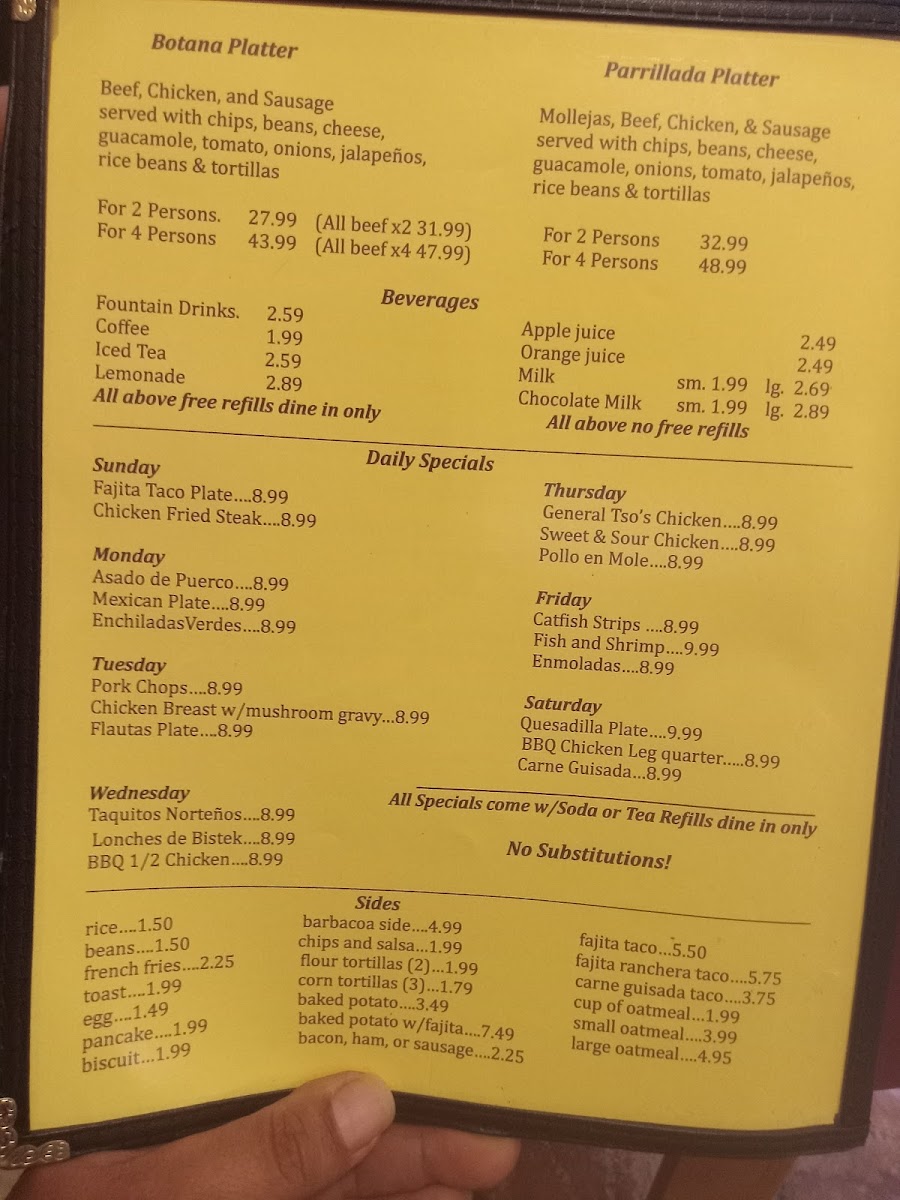 Botana Platter
Beef, Chicken, and Sausage
served with chips, beans, cheese,
guacamole, tomato, onions, jalapeños,
rice beans & tortillas
For 2 Persons. 27.99 (All beef x2 31.99)
For 4 Persons 43.99 (All beef x4 47.99)
Parrillada Platter
Mollejas, Beef, Chicken, & Sausage
served with chips, beans, cheese,
guacamole, onions, tomato, jalapeños,
rice beans & tortillas
For 2 Persons 32.99
For 4 Persons 48.99
Beverages
Fountain Drinks. 2.59
Coffee 1.99
Iced Tea 2.59
Lemonade 2.89
All above free refills dine in only
Apple juice 2.49
Orange juice 2.49
Milk sm. 1.99 lg. 2.69
Chocolate Milk sm. 1.99 lg. 2.89
All above no free refills
Daily Specials
Sunday
Fajita Taco Plate....8.99
Chicken Fried Steak....8.99
Monday
Asado de Puerco....8.99
Mexican Plate....8.99
EnchiladasVerdes....8.99
Tuesday
Pork Chops....8.99
Chicken Breast w/mushroom gravy...8.99
Flautas Plate....8.99
Wednesday
Taquitos Norteños....8.99
Lonches de Bistek....8.99
BBQ 1/2 Chicken....8.99
Thursday
General Tso's Chicken....8.99
Sweet & Sour Chicken....8.99
Pollo en Mole....8.99
Friday
Catfish Strips ....8.99
Fish and Shrimp....9.99
Enmoladas....8.99
Saturday
Quesadilla Plate....9.99
BBQ Chicken Leg quarter.....8.99
Carne Guisada...8.99
All Specials come w/Soda or Tea Refills dine in only
No Substitutions!
Sides
rice....1.50
beans....1.50
french fries....2.25
toast....1.99
egg....1.49
pancake....1.99
biscuit...1.99
barbacoa side....4.99
chips and salsa...1.99
flour tortillas (2)...1.99
corn tortillas (3)...1.79
baked potato....3.49
baked potato w/fajita....7.49
bacon, ham, or sausage....2.25
fajita taco...5.50
fajita ranchera taco....5.75
carne guisada taco....3.75
cup of oatmeal...1.99
small oatmeal....3.99
large oatmeal....4.95